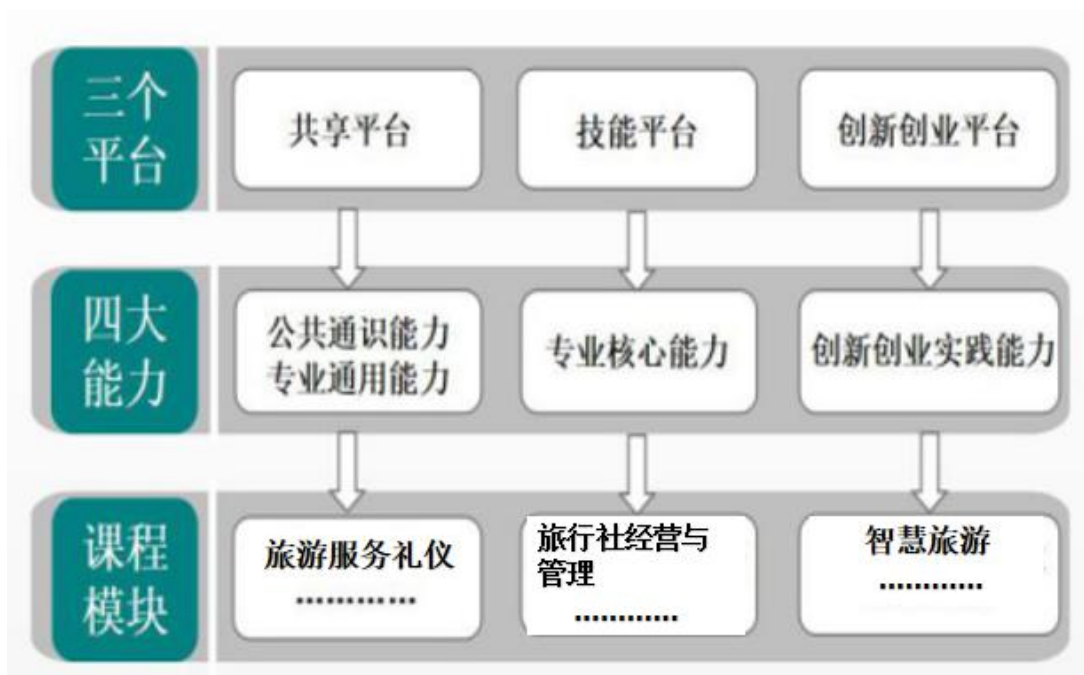 三个
平台
共享平台
技能平台
创新创业平台
四大
能力
公共通识能力
专业通用能力
专业核心能力
创新创业实践能力
课程
模块
旅游服务礼仪
…………
旅行社经营与
管理
…………
智慧旅游
…………